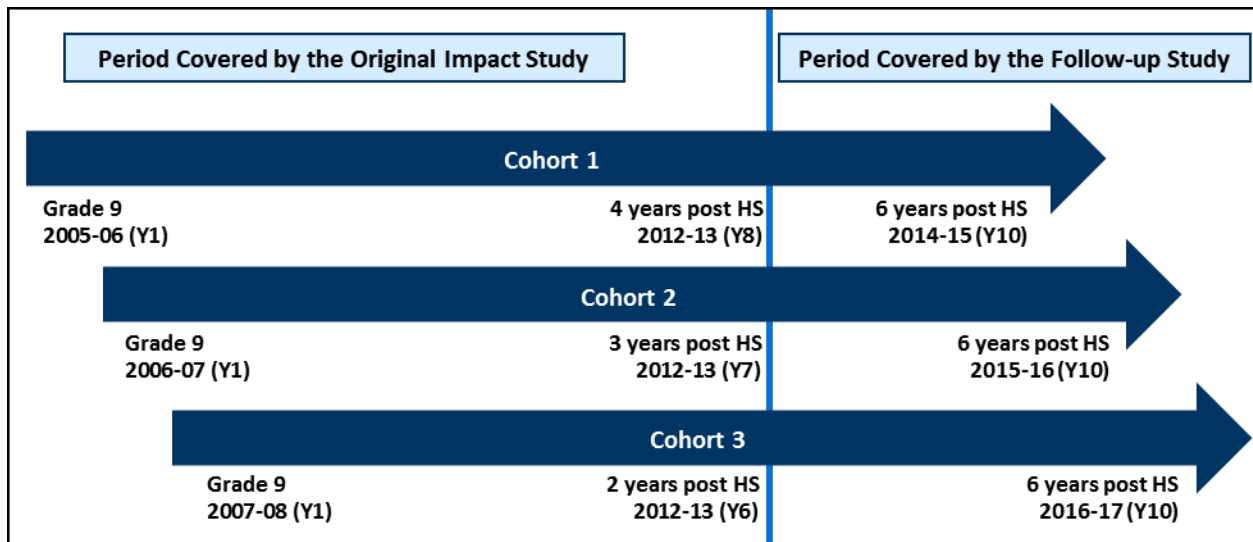 Period Covered by the Original Impact Study
Period Covered by the Follow-up Study
Cohort 1
Grade 9
2005-06 (Y1)
4 years post HS
2012-13 (Y8)
6 years post HS
2014-15 (Y10)
Cohort 2
Grade 9
2006-07 (Y1)
3 years post HS
2012-13 (Y7)
6 years post HS
2015-16 (Y10)
Cohort 3
Grade 9
2007-08 (Y1)
2 years post HS
2012-13 (Y6)
6 years post HS
2016-17 (Y10)